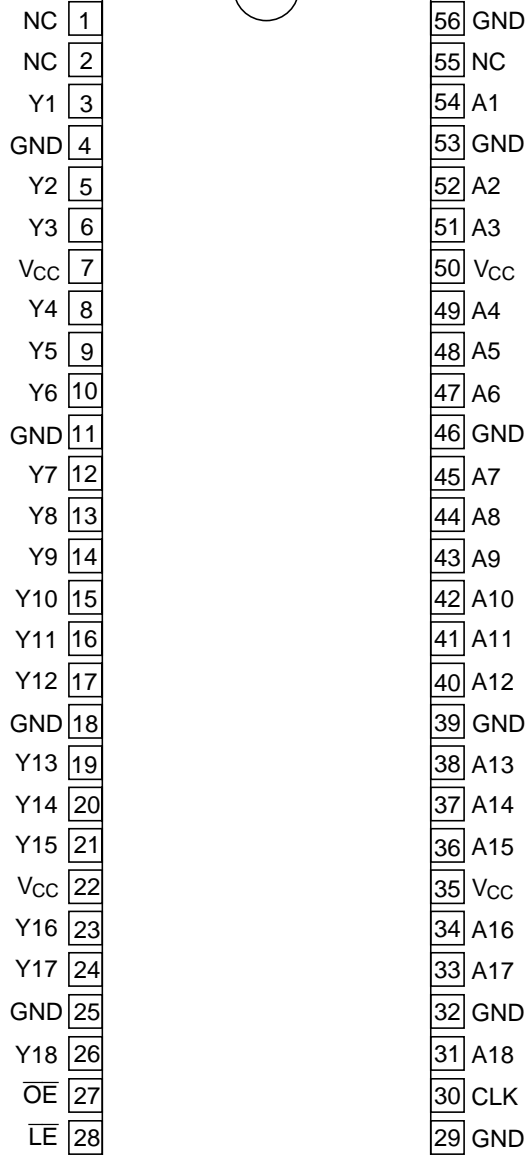 NC 1 56 GND
NC 2 55 NC
Y1 3 54 A1
GND 4 53 GND
Y2 5 52 A2
Y3 6 51 A3
VCC 7 50 VCC
Y4 8 49 A4
Y5 9 48 A5
Y6 10 47 A6
GND 11 46 GND
Y7 12 45 A7
Y8 13 44 A8
Y9 14 43 A9
Y10 15 42 A10
Y11 16 41 A11
Y12 17 40 A12
GND 18 39 GND
Y13 19 38 A13
Y14 20 37 A14
Y15 21 36 A15
VCC 22 35 VCC
Y16 23 34 A16
Y17 24 33 A17
GND 25 32 GND
Y18 26 31 A18
O̅E̅ 27 30 CLK
L̅E̅ 28 29 GND